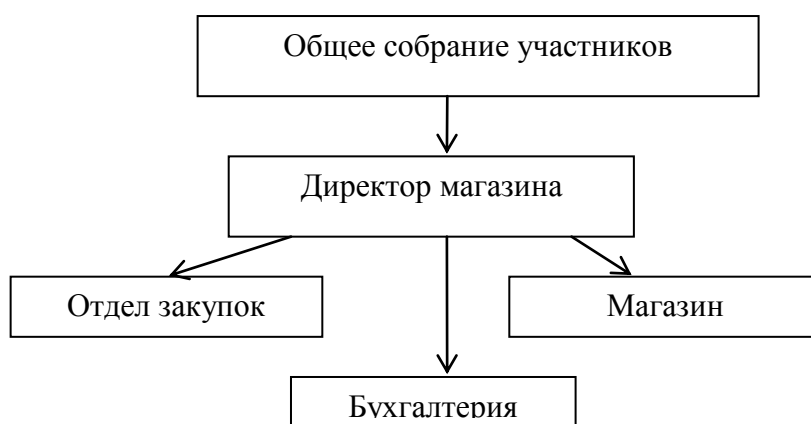 Общее собрание участников
Директор магазина
Отдел закупок
Магазин
Бухгалтерия